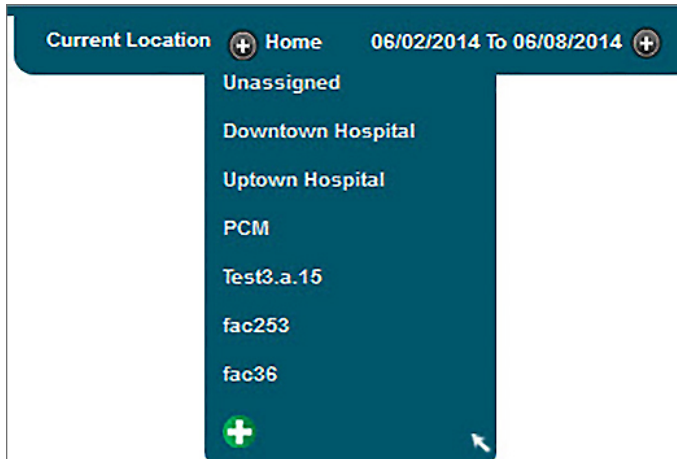 Current Location Home 06/02/2014 To 06/08/2014
Unassigned
Downtown Hospital
Uptown Hospital
PCM
Test3.a.15
fac253
fac36